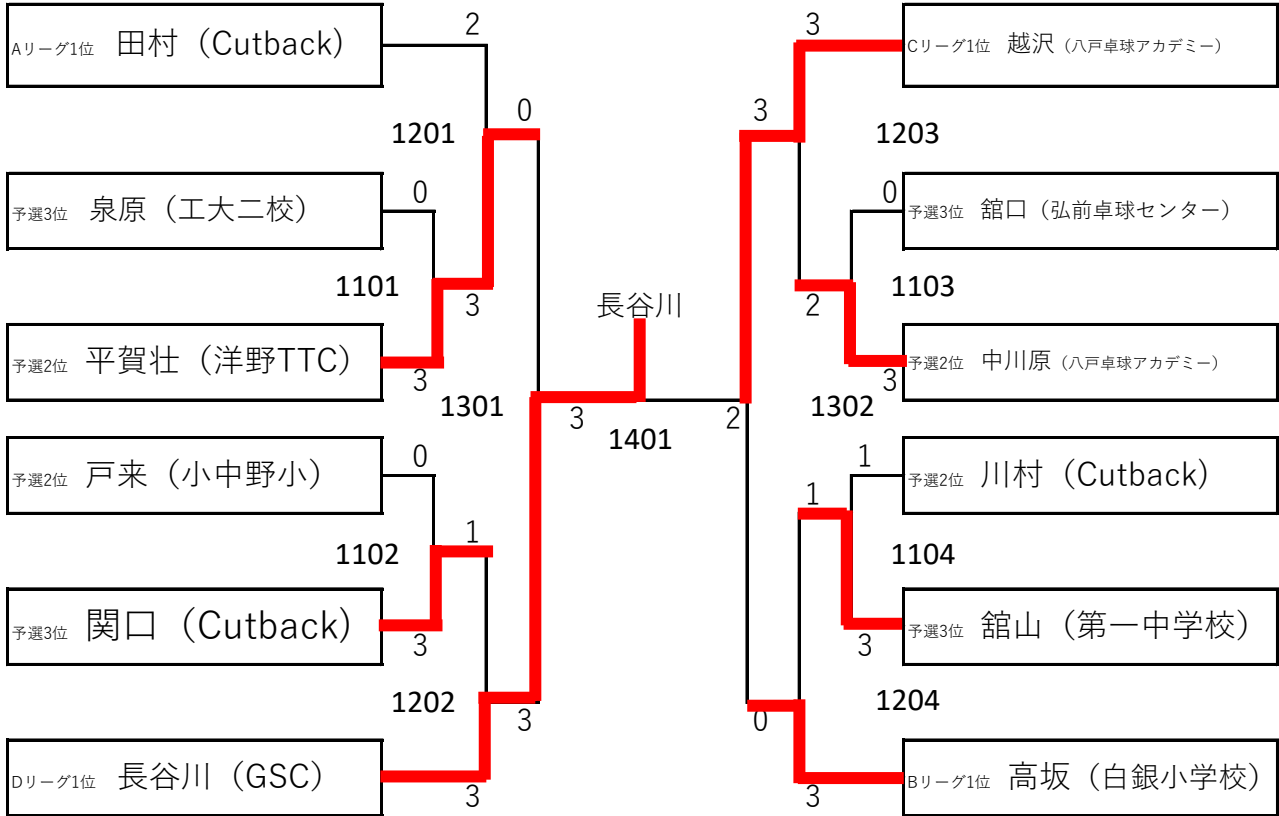 2
3
Aリーグ1位 田村（Cutback）
Cリーグ1位 越沢（八戸卓球アカデミー）
0
3
1201
1203
0
0
予選3位 泉原（工大二校）
予選3位 舘口（弘前卓球センター）
1101
3
2
1103
長谷川
予選2位 平賀壮（洋野TTC）
予選2位 中川原（八戸卓球アカデミー）
3
3
1301
1302
3
2
1401
0
1
予選2位 戸来（小中野小）
予選2位 川村（Cutback）
1
1
1102
1104
予選3位 関口（Cutback）
予選3位 舘山（第一中学校）
3
3
1202
1204
3
0
Dリーグ1位 長谷川（GSC）
Bリーグ1位 高坂（白銀小学校）
3
3